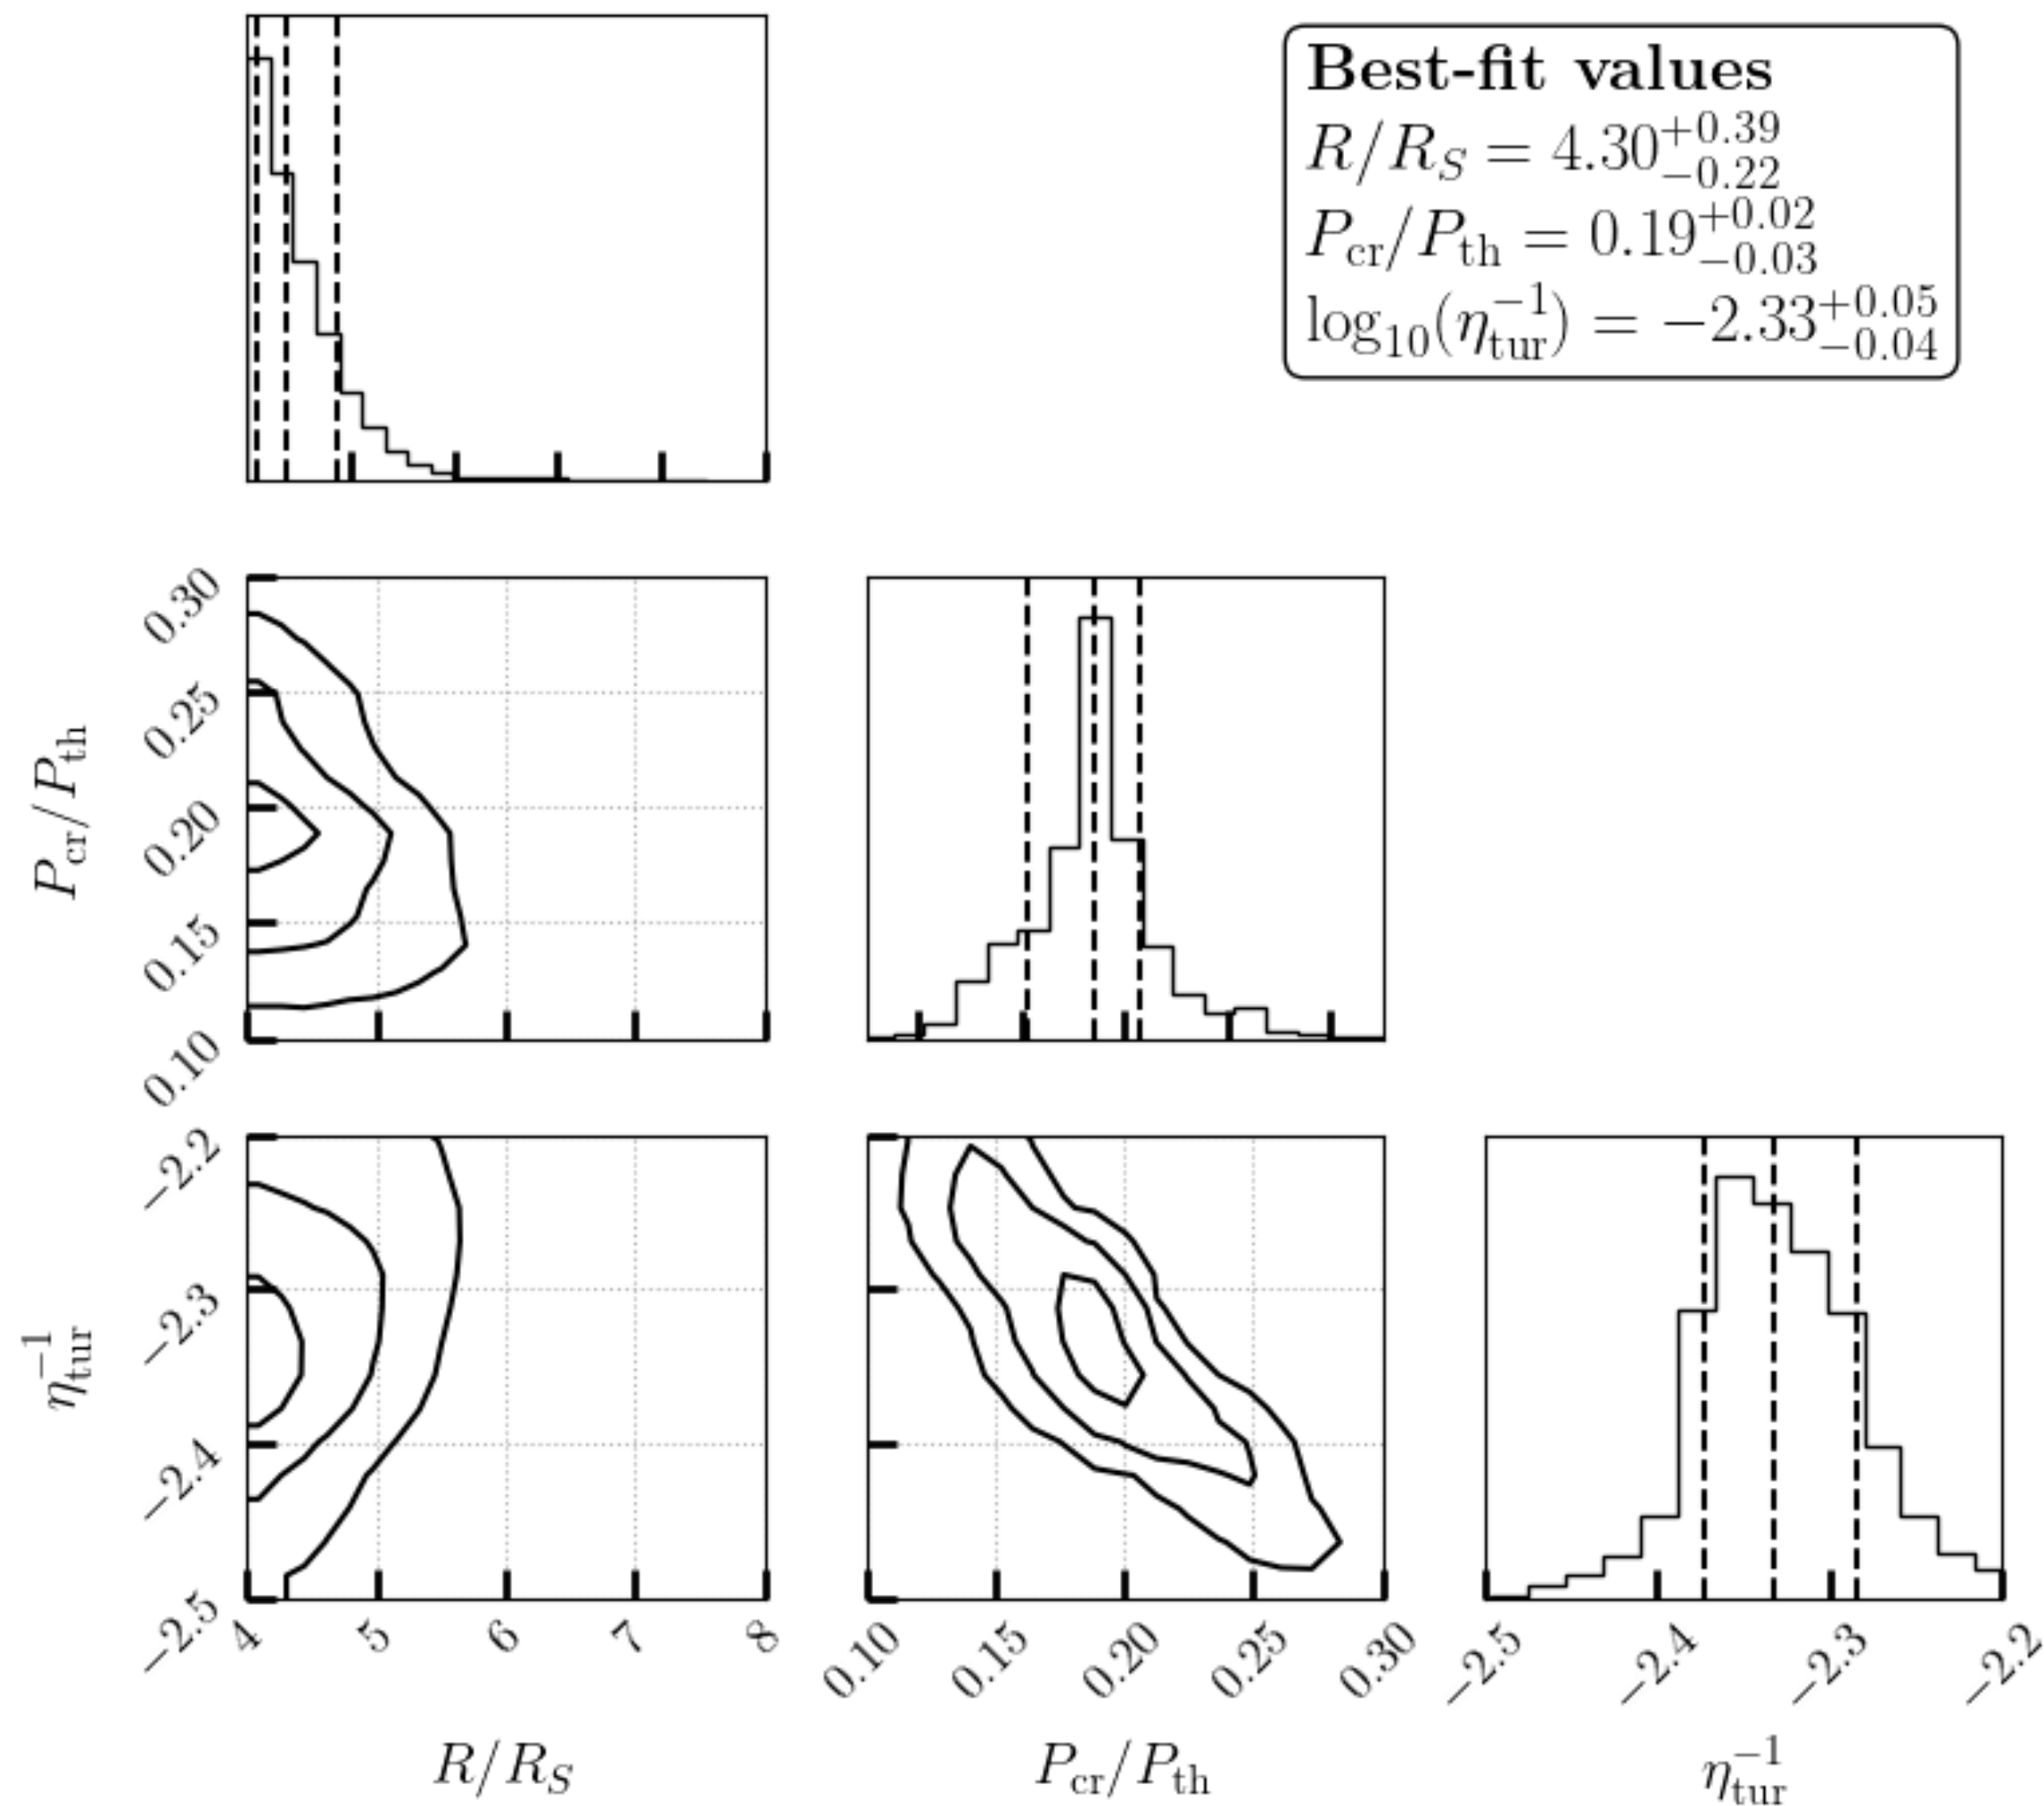 Best-fit values
R/R_S = 4.30^{+0.39}_{-0.22}
P_cr/P_th = 0.19^{+0.02}_{-0.03}
log_10(η_tur^{-1}) = −2.33^{+0.05}_{-0.04}
0.30
0.25
0.20
0.15
0.10
P_cr/P_th
−2.2
−2.3
−2.4
−2.5
η_tur^{-1}
4 5 6 7 8
0.10 0.15 0.20 0.25 0.30
−2.5 −2.4 −2.3 −2.2
R/R_S
P_cr/P_th
η_tur^{-1}